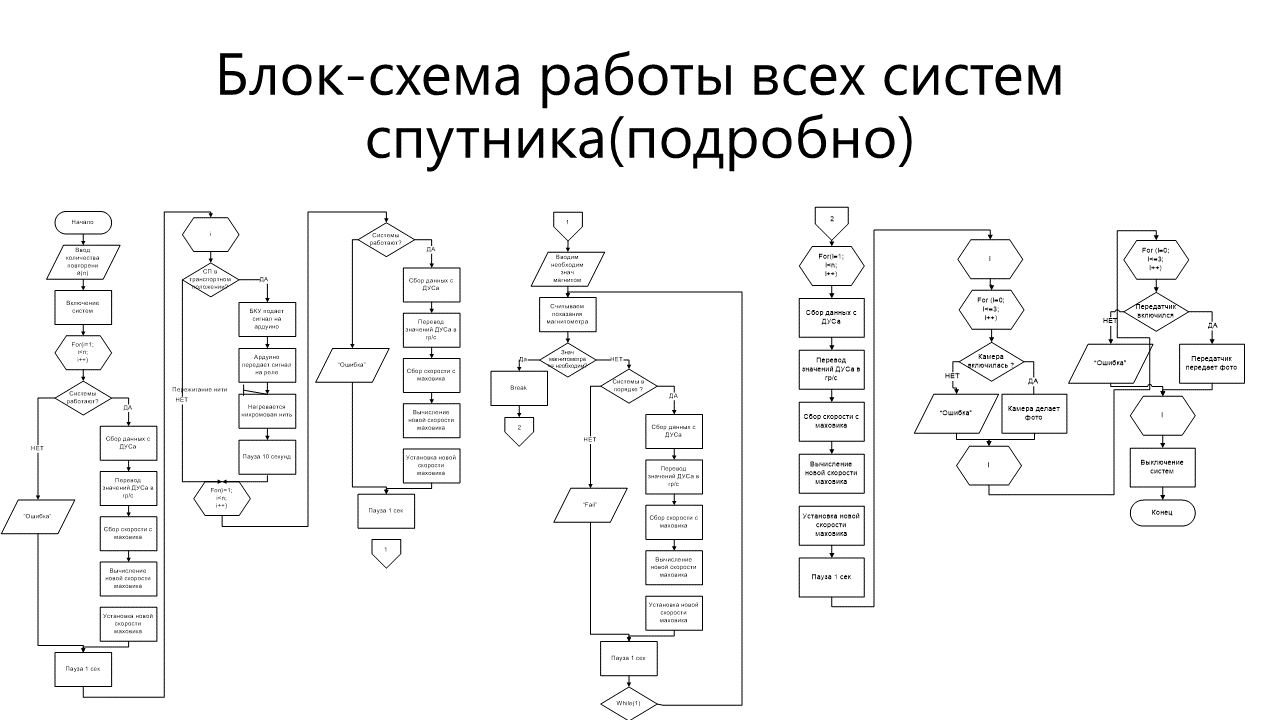 Блок-схема работы всех систем
спутника(подробно)
Начало
Ввод
количества
повторени
й(n)
Включение
систем
For(i=1;
i<n;
i++)
Системы
работают?
ДА
НЕТ
Сбор данных с
ДУСа
Перевод
значений ДУСа в
гр/с
"Ошибка"
Сбор скорости с
маховика
Вычисление
новой скорости
маховика
Установка новой
скорости
маховика
Пауза 1 сек
i
СП в
транспортном
положении?
ДА
БКУ подает
сигнал на
ардуино
Ардуино
передает сигнал
на реле
Пережигание нити
НЕТ
Нагревается
нихромовая нить
Пауза 10 секунд
For(i=1;
i<n;
i++)
Системы
работают?
ДА
Сбор данных с
ДУСа
Перевод
значений ДУСа в
гр/с
"Ошибка"
Сбор скорости с
маховика
Вычисление
новой скорости
маховика
Установка новой
скорости
маховика
Пауза 1 сек
1
1
Вводим
необходим
знач
магнитом
Считываем
показания
магнитометра
Знач
магнитометра
необходим?
Да
НЕТ
Break
2
Системы в
порядке ?
ДА
НЕТ
Сбор данных с
ДУСа
Перевод
значений ДУСа в
гр/с
"Fail"
Сбор скорости с
маховика
Вычисление
новой скорости
маховика
Установка новой
скорости
маховика
Пауза 1 сек
While(1)
2
For(i=1;
i<n;
i++)
Сбор данных с
ДУСа
Перевод
значений ДУСа в
гр/с
Сбор скорости с
маховика
Вычисление
новой скорости
маховика
Установка новой
скорости
маховика
Пауза 1 сек
I
For (i=0;
i<=3;
i++)
Камера
включилась ?
НЕТ
ДА
"Ошибка"
Камера делает
фото
I
For (i=0;
i<=3;
i++)
Передатчик
включился
НЕТ
ДА
"Ошибка"
Передатчик
передает фото
I
Выключение
систем
Конец